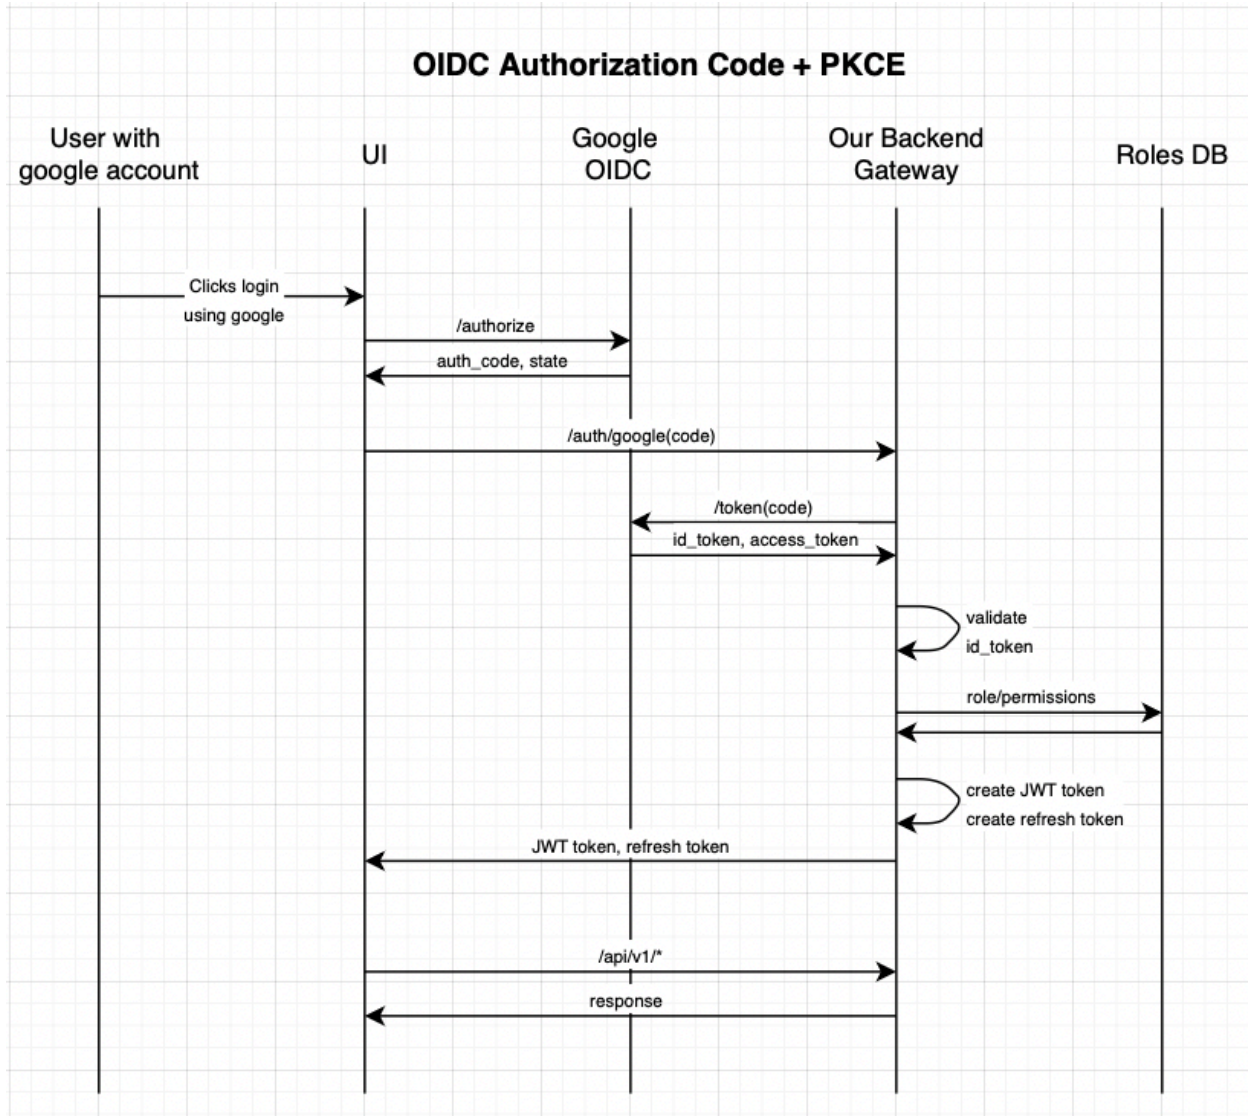 OIDC Authorization Code + PKCE
User with
google account
UI
Google
OIDC
Our Backend
Gateway
Roles DB
Clicks login
using google
/authorize
auth_code, state
/auth/google(code)
/token(code)
id_token, access_token
validate
id_token
role/permissions
create JWT token
create refresh token
JWT token, refresh token
/api/v1/*
response